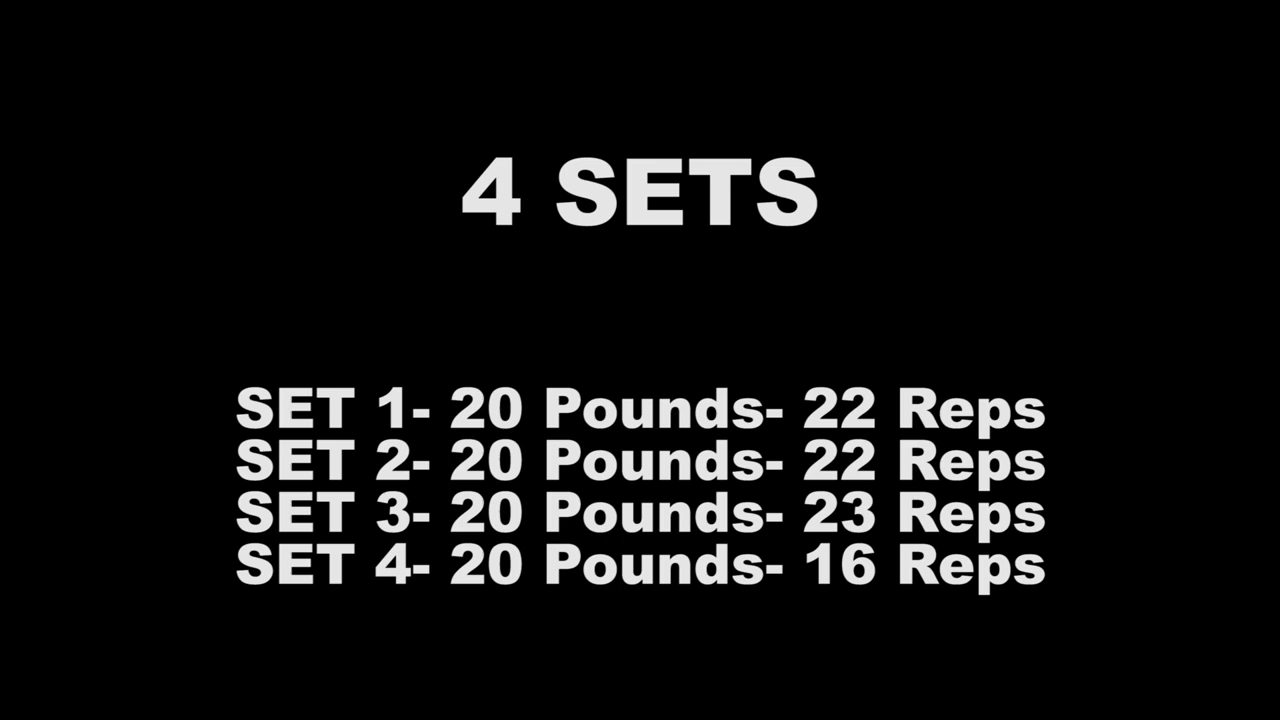 4 SETS
SET 1- 20 Pounds- 22 Reps
SET 2- 20 Pounds- 22 Reps
SET 3- 20 Pounds- 23 Reps
SET 4- 20 Pounds- 16 Reps